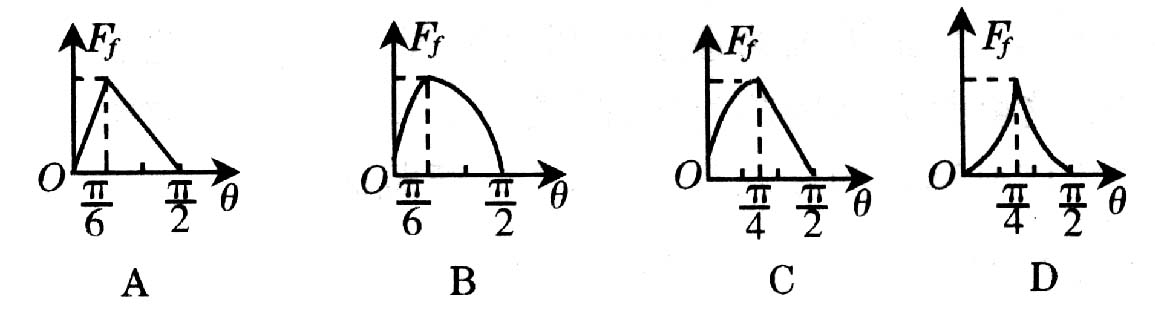 F_f F_f F_f F_f
O π/6 π/2 θ O π/6 π/2 θ O π/4 π/2 θ O π/4 π/2 θ
A B C D